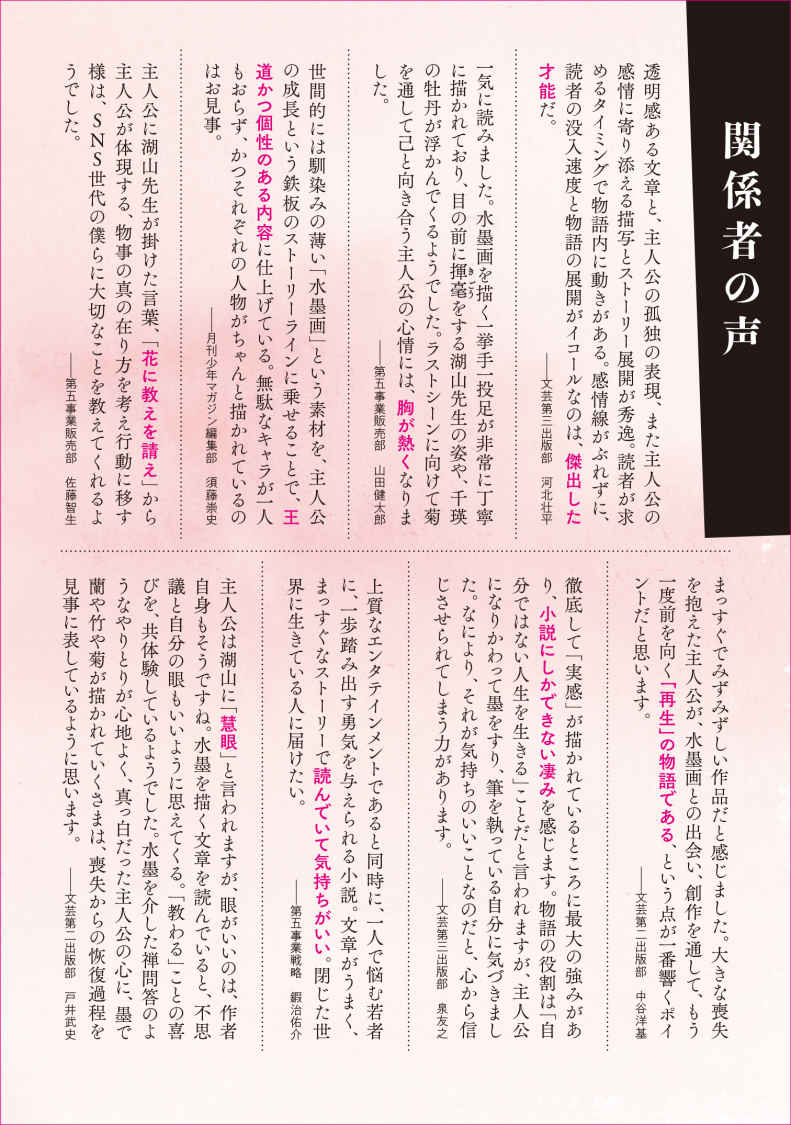 関係者の声
透明感ある文章と、主人公の孤独の表現、また主人公の
感情に寄り添える描写とストーリー展開が秀逸。読者が求
めるタイミングで物語内に動きがある。感情線がぶれずに、
読者の没入速度と物語の展開がイコールなのは、傑出した
才能だ。
――文芸第三出版部　河北壮平
一気に読みました。水墨画を描く一挙手一投足が非常に丁寧
に描かれており、目の前に揮毫をする湖山先生の姿や、千瑛
きごう
の牡丹が浮かんでくるようでした。ラストシーンに向けて菊
を通して己と向き合う主人公の心情には、胸が熱くなりま
した。
――第五事業販売部　山田健太郎
世間的には馴染みの薄い「水墨画」という素材を、主人公
の成長という鉄板のストーリーラインに乗せることで、王
道かつ個性のある内容に仕上げている。無駄なキャラが一人
もおらず、かつそれぞれの人物がちゃんと描かれているの
はお見事。
――月刊少年マガジン編集部　須藤崇史
主人公に湖山先生が掛けた言葉、「花に教えを請え」から
主人公が体現する、物事の真の在り方を考え行動に移す
様は、SNS世代の僕らに大切なことを教えてくれるよ
うでした。
――第五事業販売部　佐藤智生
まっすぐでみずみずしい作品だと感じました。大きな喪失
を抱えた主人公が、水墨画との出会い、創作を通して、もう
一度前を向く「再生」の物語である、という点が一番響くポイ
ントだと思います。
――文芸第二出版部　中谷洋基
徹底して「実感」が描かれているところに最大の強みがあ
り、小説にしかできない凄みを感じます。物語の役割は「自
分ではない人生を生きる」ことだと言われますが、主人公
になりかわって墨をすり、筆を執っている自分に気づきまし
た。なにより、それが気持ちのいいことなのだと、心から信
じさせられてしまう力があります。
――文芸第三出版部　泉友之
上質なエンタテインメントであると同時に、一人で悩む若者
に、一歩踏み出す勇気を与えられる小説。文章がうまく、
まっすぐなストーリーで読んでいて気持ちがいい。閉じた世
界に生きている人に届けたい。
――第五事業戦略　鍜治佑介
主人公は湖山に「慧眼」と言われますが、眼がいいのは、作者
自身もそうですね。水墨を描く文章を読んでいると、不思
議と自分の眼もいいように思えてくる。「教わる」ことの喜
びを、共体験しているようでした。水墨を介した禅問答のよ
うなやりとりが心地よく、真っ白だった主人公の心に、墨で
蘭や竹や菊が描かれていくさまは、喪失からの恢復過程を
見事に表しているように思います。
――文芸第二出版部　戸井武史